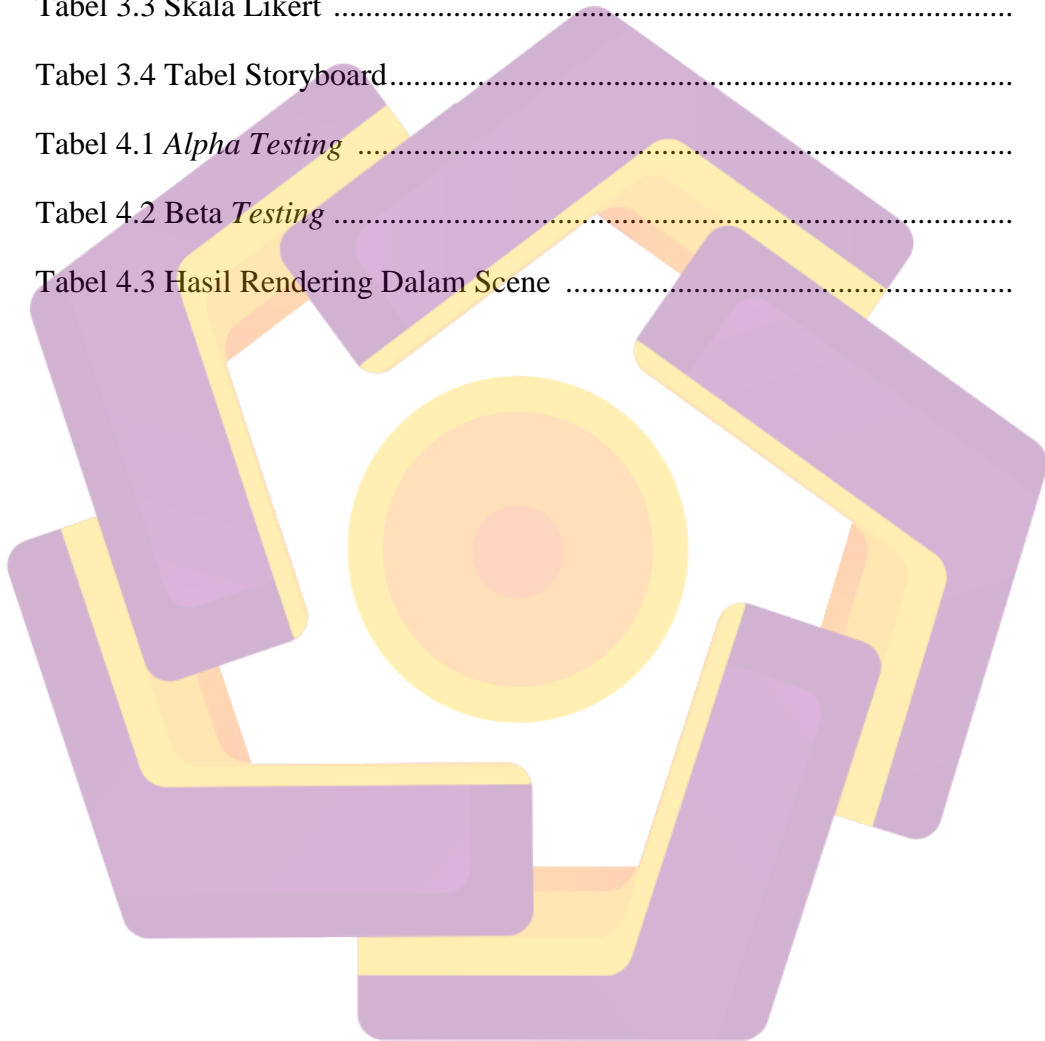 Tabel 3.3 Skala Likert ......................................................................................
Tabel 3.4 Tabel Storyboard...............................................................................
Tabel 4.1 Alpha Testing ...................................................................................
Tabel 4.2 Beta Testing ......................................................................................
Tabel 4.3 Hasil Rendering Dalam Scene .........................................................